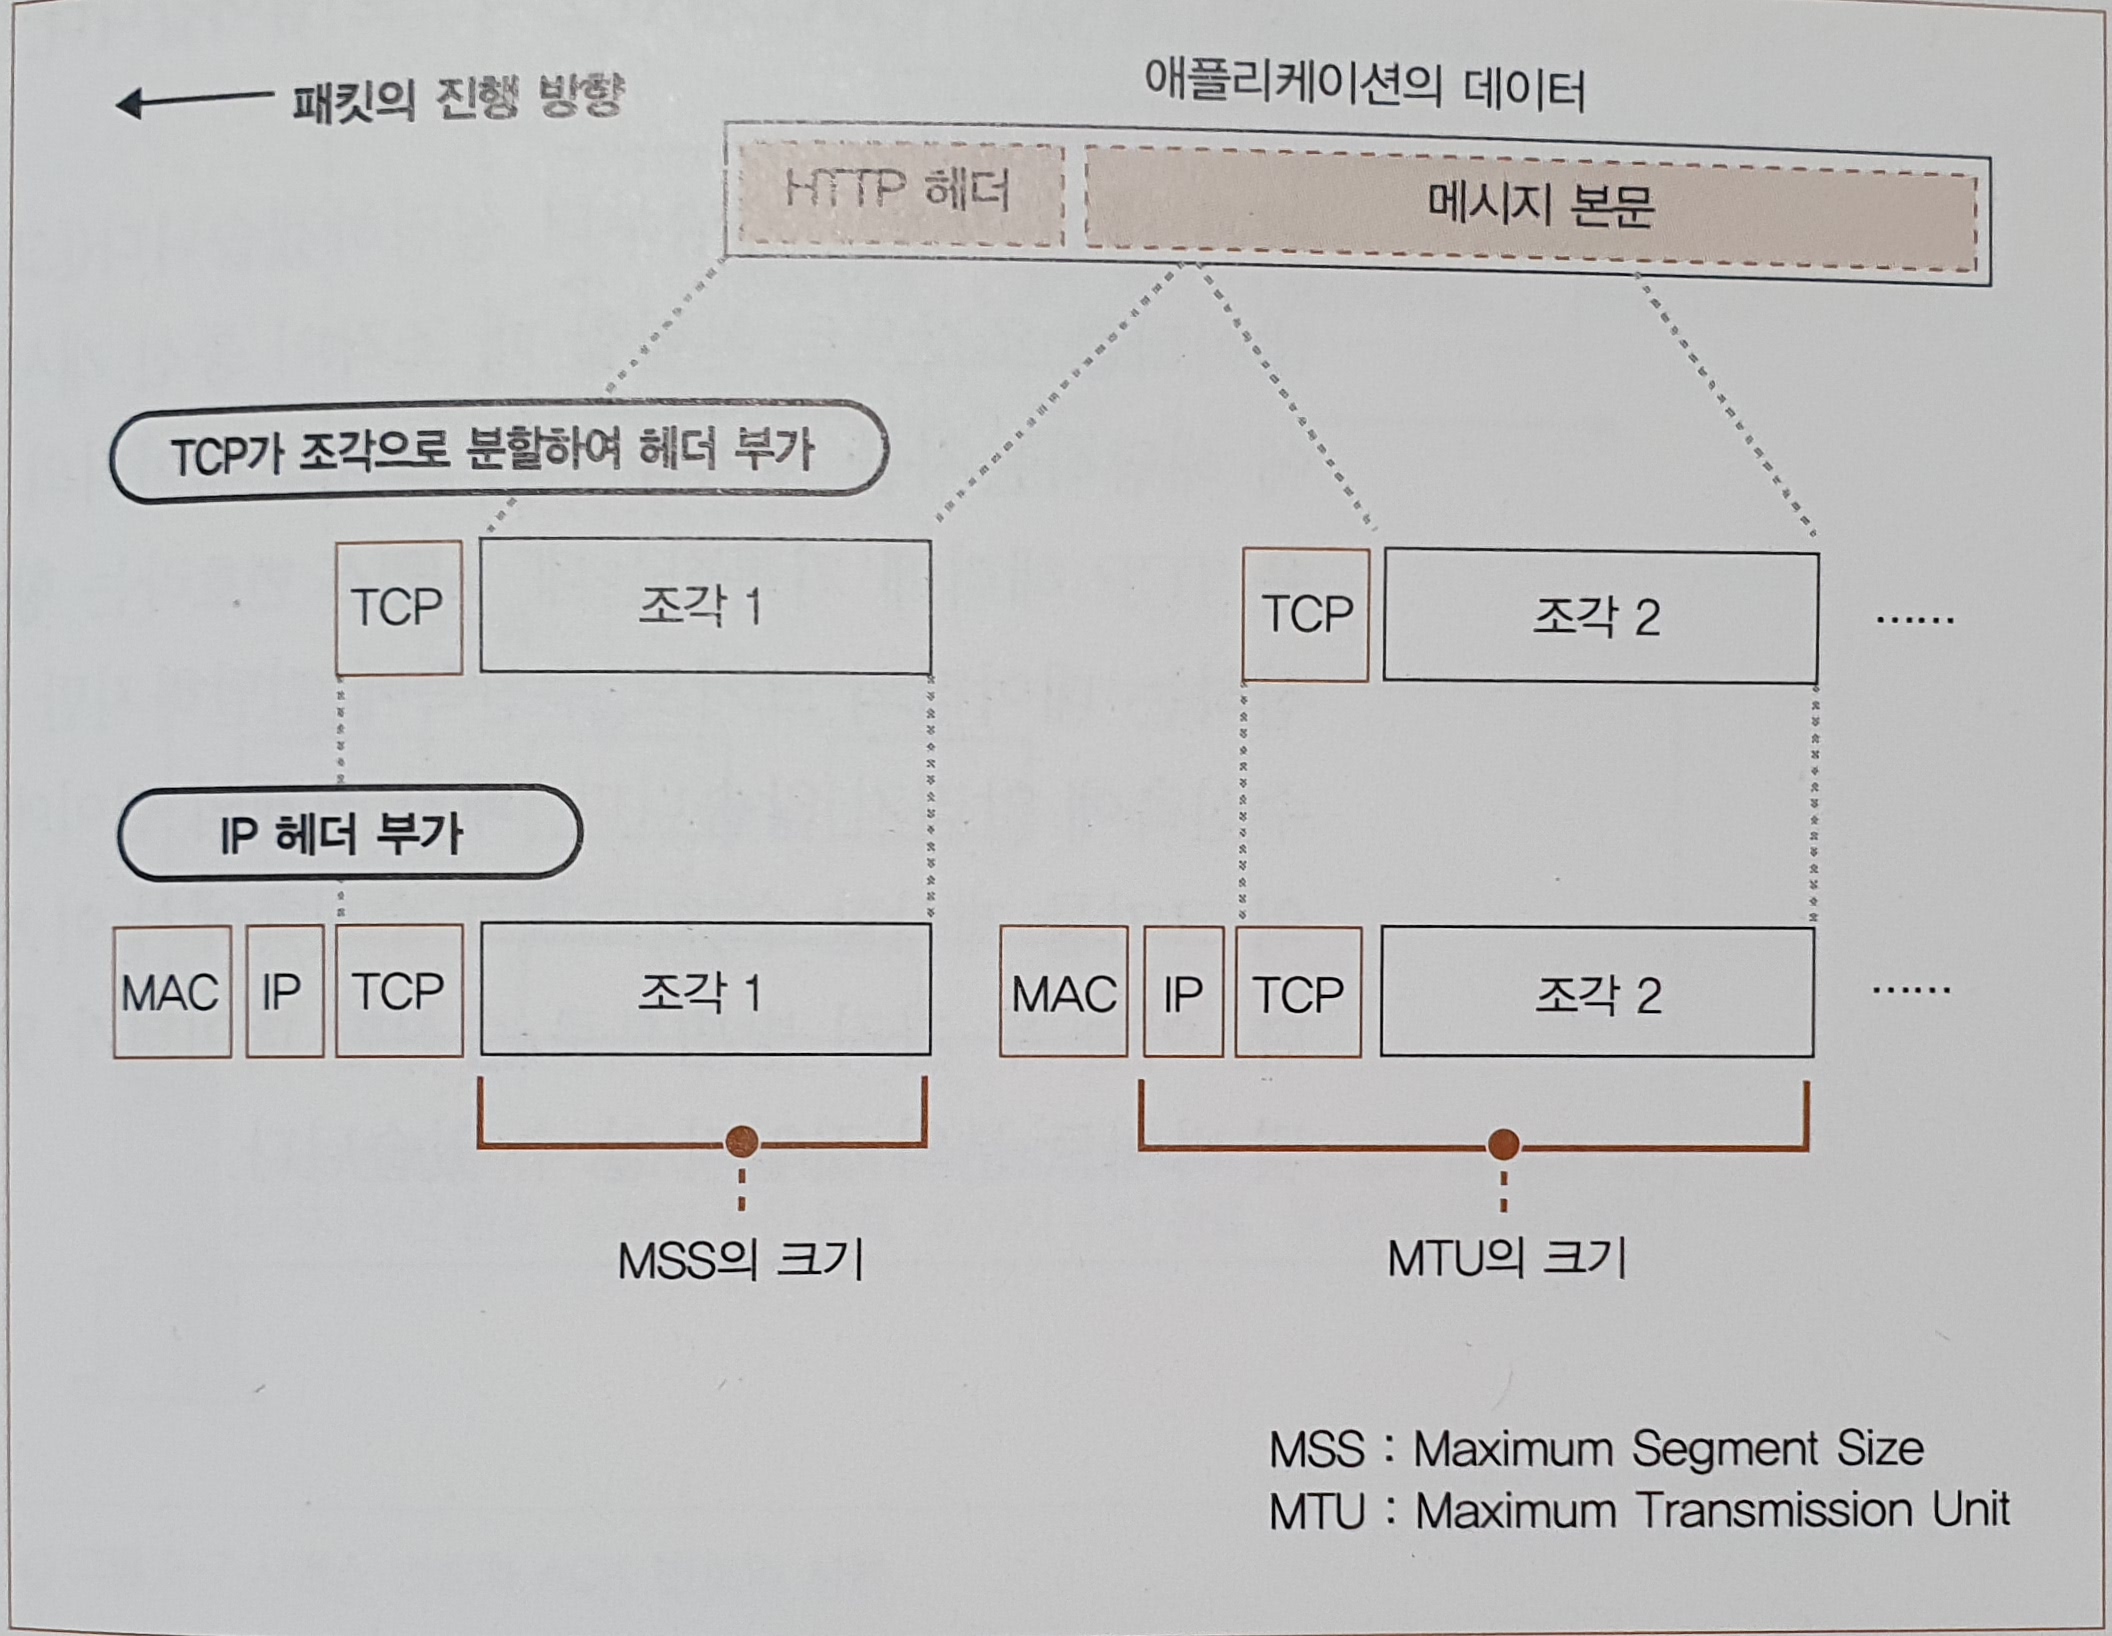 패킷의 진행 방향
애플리케이션의 데이터
HTTP 헤더 메시지 본문
TCP가 조각으로 분할하여 헤더 부가
TCP 조각 1 TCP 조각 2 ……
IP 헤더 부가
MAC IP TCP 조각 1 MAC IP TCP 조각 2 ……
MSS의 크기 MTU의 크기
MSS : Maximum Segment Size
MTU : Maximum Transmission Unit